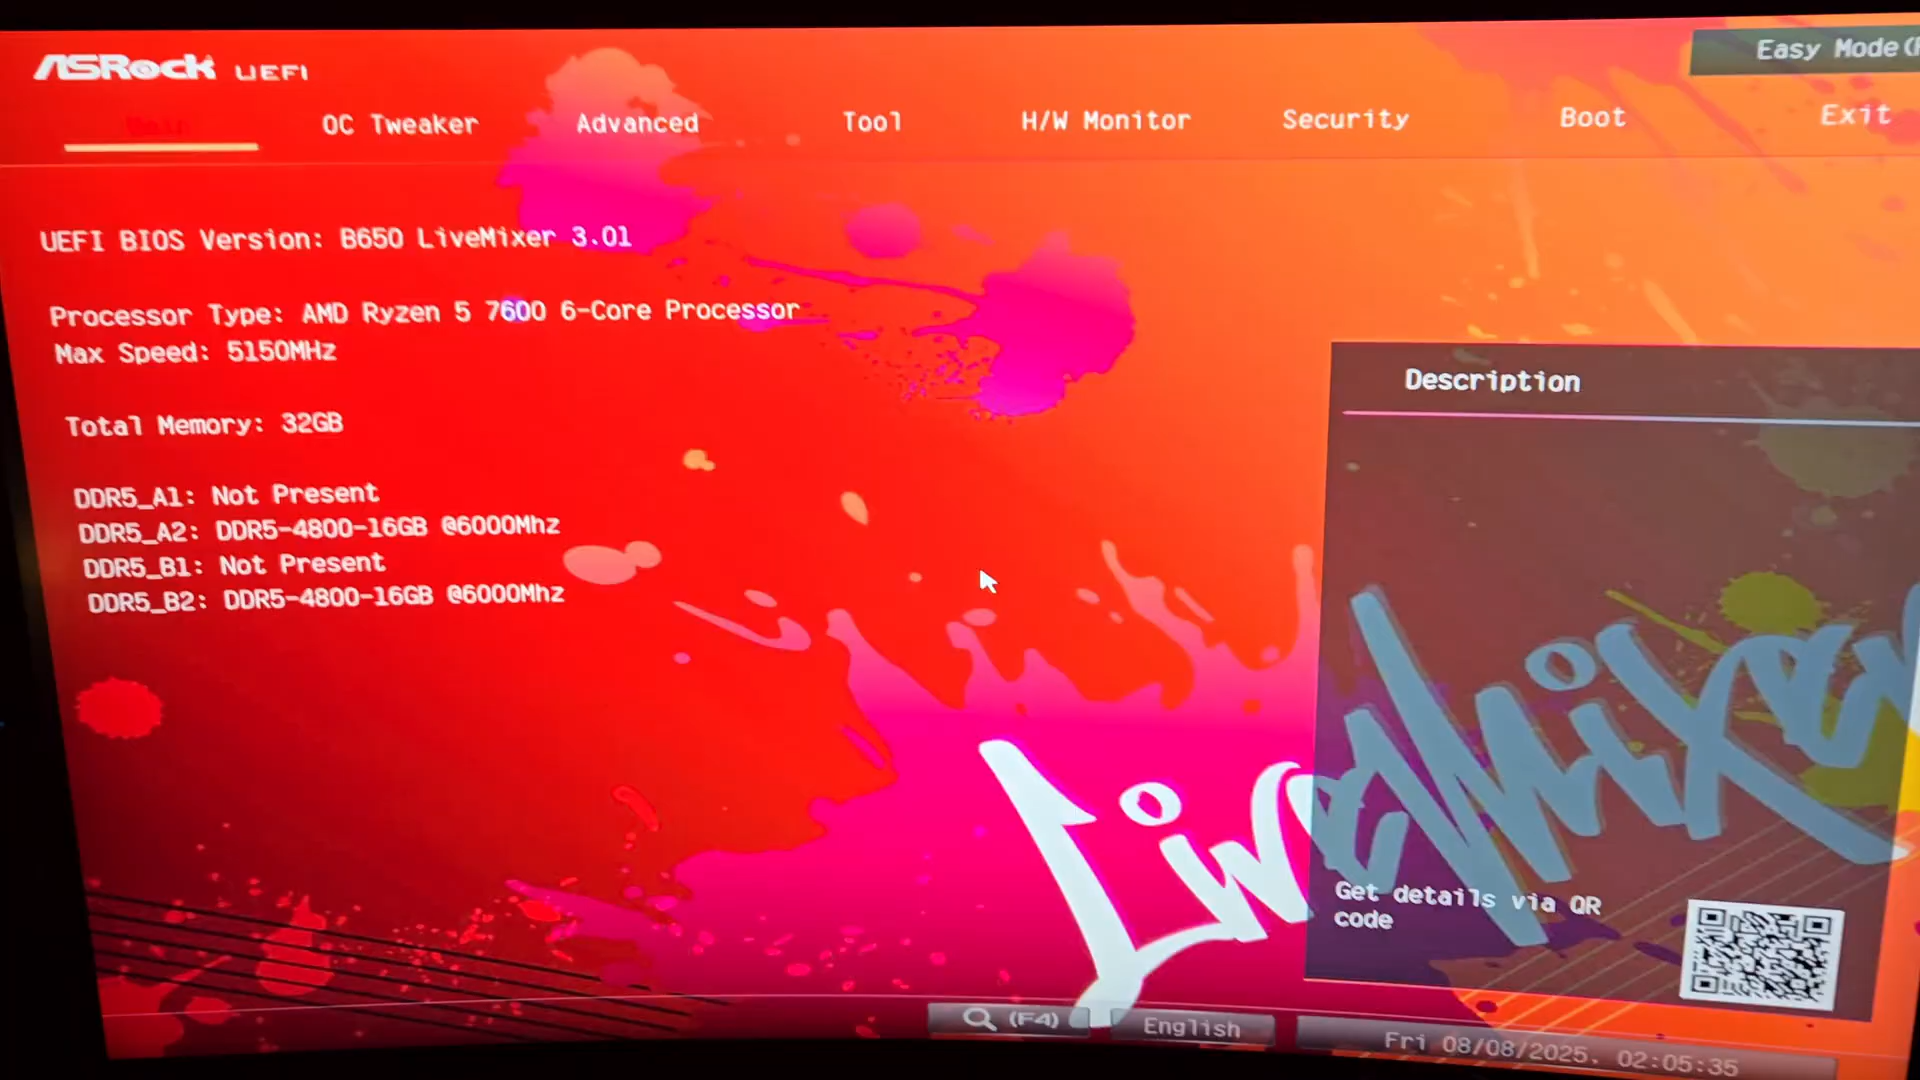 ASRock UEFI
Easy Mode(F
Main
OC Tweaker
Advanced
Tool
H/W Monitor
Security
Boot
Exit
UEFI BIOS Version: B650 LiveMixer 3.01
Processor Type: AMD Ryzen 5 7600 6-Core Processor
Max Speed: 5150MHz
Total Memory: 32GB
DDR5_A1: Not Present
DDR5_A2: DDR5-4800-16GB @6000Mhz
DDR5_B1: Not Present
DDR5_B2: DDR5-4800-16GB @6000Mhz
Description
LiveMixer
Get details via QR
code
(F4)
English
Fri 08/08/2025. 02:05:35